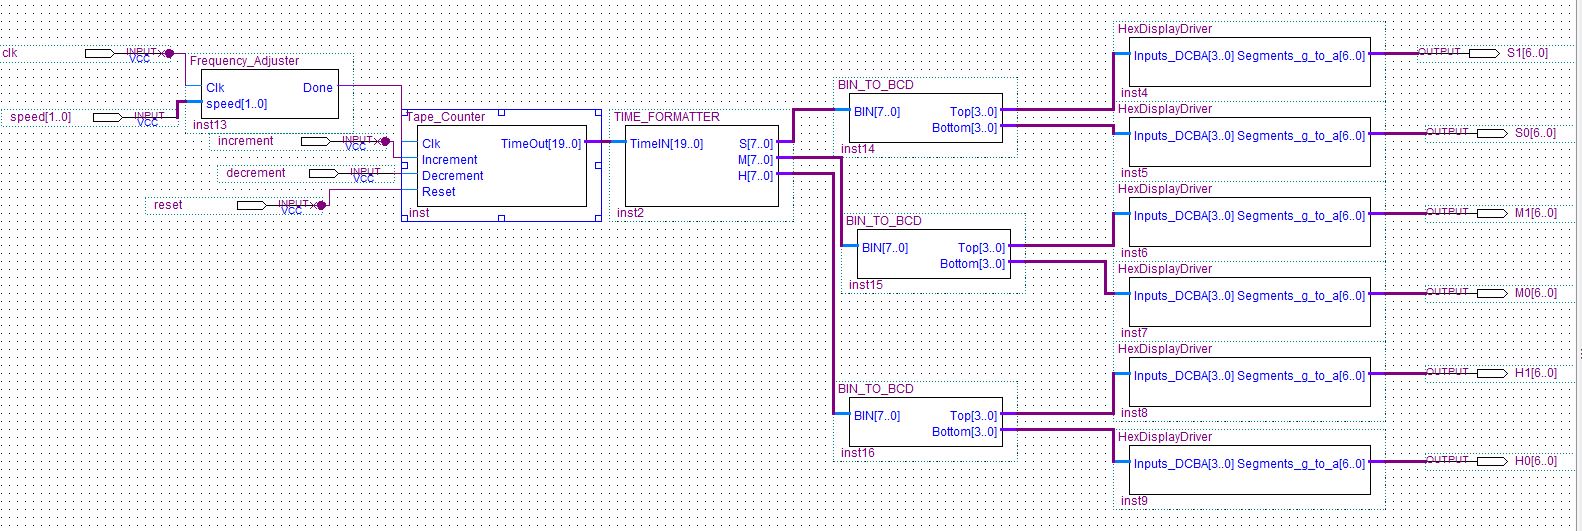 clk
INPUT
VCC
speed[1..0]
INPUT
VCC
Frequency_Adjuster
Clk Done
speed[1..0]
inst13
increment
INPUT
VCC
decrement
INPUT
VCC
reset
INPUT
VCC
Tape_Counter
Clk TimeOut[19..0]
Increment
Decrement
Reset
inst
TIME_FORMATTER
TimeIN[19..0] S[7..0]
M[7..0]
H[7..0]
inst2
BIN_TO_BCD
BIN[7..0] Top[3..0]
Bottom[3..0]
inst14
BIN_TO_BCD
BIN[7..0] Top[3..0]
Bottom[3..0]
inst15
BIN_TO_BCD
BIN[7..0] Top[3..0]
Bottom[3..0]
inst16
HexDisplayDriver
Inputs_DCBA[3..0] Segments_g_to_a[6..0]
inst4
OUTPUT S1[6..0]
HexDisplayDriver
Inputs_DCBA[3..0] Segments_g_to_a[6..0]
inst5
OUTPUT S0[6..0]
HexDisplayDriver
Inputs_DCBA[3..0] Segments_g_to_a[6..0]
inst6
OUTPUT M1[6..0]
HexDisplayDriver
Inputs_DCBA[3..0] Segments_g_to_a[6..0]
inst7
OUTPUT M0[6..0]
HexDisplayDriver
Inputs_DCBA[3..0] Segments_g_to_a[6..0]
inst8
OUTPUT H1[6..0]
HexDisplayDriver
Inputs_DCBA[3..0] Segments_g_to_a[6..0]
inst9
OUTPUT H0[6..0]